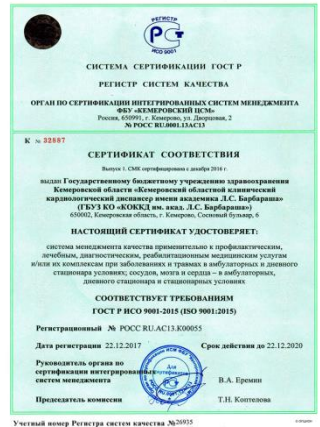 РЕГИСТР
РСТ
ИСО 9001
СИСТЕМА СЕРТИФИКАЦИИ ГОСТ Р
РЕГИСТР СИСТЕМ КАЧЕСТВА
ОРГАН ПО СЕРТИФИКАЦИИ ИНТЕГРИРОВАННЫХ СИСТЕМ МЕНЕДЖМЕНТА
ФБУ «КЕМЕРОВСКИЙ ЦСМ»
Россия, 650991, г. Кемерово, ул. Дворцовая, 2
№ РОСС RU.0001.13АС13
К № 32887
СЕРТИФИКАТ СООТВЕТСТВИЯ
Выпуск 1. СМК сертифицирована с декабря 2016 г.
выдан Государственному бюджетному учреждению здравоохранения
Кемеровской области «Кемеровский областной клинический
кардиологический диспансер имени академика Л.С. Барбараша»
(ГБУЗ КО «КОККД им. акад. Л.С. Барбараша»)
650002, Кемеровская область, г. Кемерово, Сосновый бульвар, 6
НАСТОЯЩИЙ СЕРТИФИКАТ УДОСТОВЕРЯЕТ:
система менеджмента качества применительно к профилактическим,
лечебным, диагностическим, реабилитационным медицинским услугам
и/или их комплексам при заболеваниях и травмах в амбулаторных и дневного
стационара условиях; сосудов, мозга и сердца – в амбулаторных,
дневного стационара и стационарных условиях
СООТВЕТСТВУЕТ ТРЕБОВАНИЯМ
ГОСТ Р ИСО 9001-2015 (ISO 9001:2015)
Регистрационный № РОСС RU.АС13.К00055
Дата регистрации 22.12.2017 Срок действия до 22.12.2020
Руководитель органа по
сертификации интегрированных
систем менеджмента В.А. Еремин
Председатель комиссии Т.Н. Коптелова
Для сертификатов
Учетный номер Регистра систем качества №28935